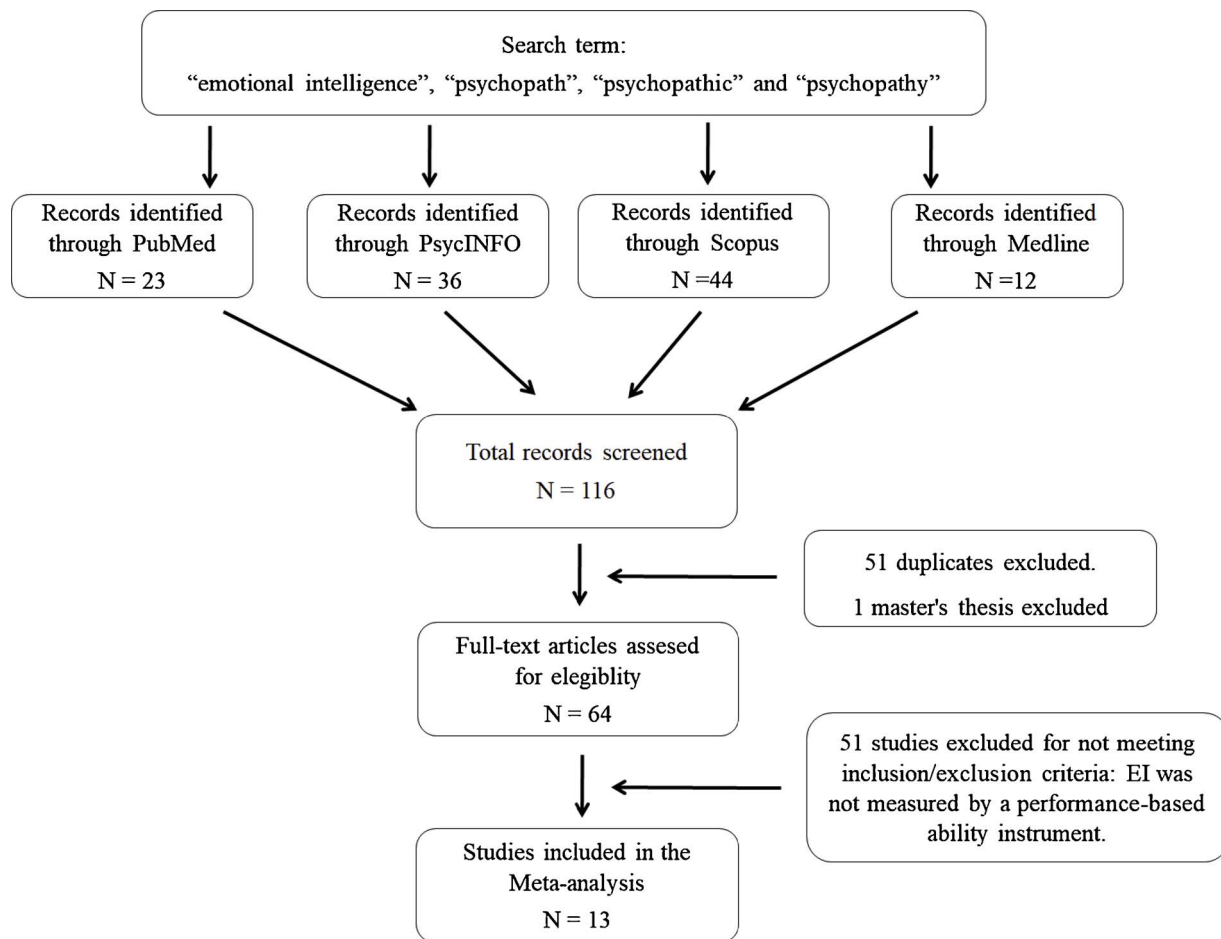 Search term:
“emotional intelligence”, “psychopath”, “psychopathic” and “psychopathy”
Records identified
through PubMed
N = 23
Records identified
through PsycINFO
N = 36
Records identified
through Scopus
N =44
Records identified
through Medline
N =12
Total records screened
N = 116
51 duplicates excluded.
1 master's thesis excluded
Full-text articles assesed
for elegiblity
N = 64
51 studies excluded for not meeting
inclusion/exclusion criteria: EI was
not measured by a performance-based
ability instrument.
Studies included in the
Meta-analysis
N = 13